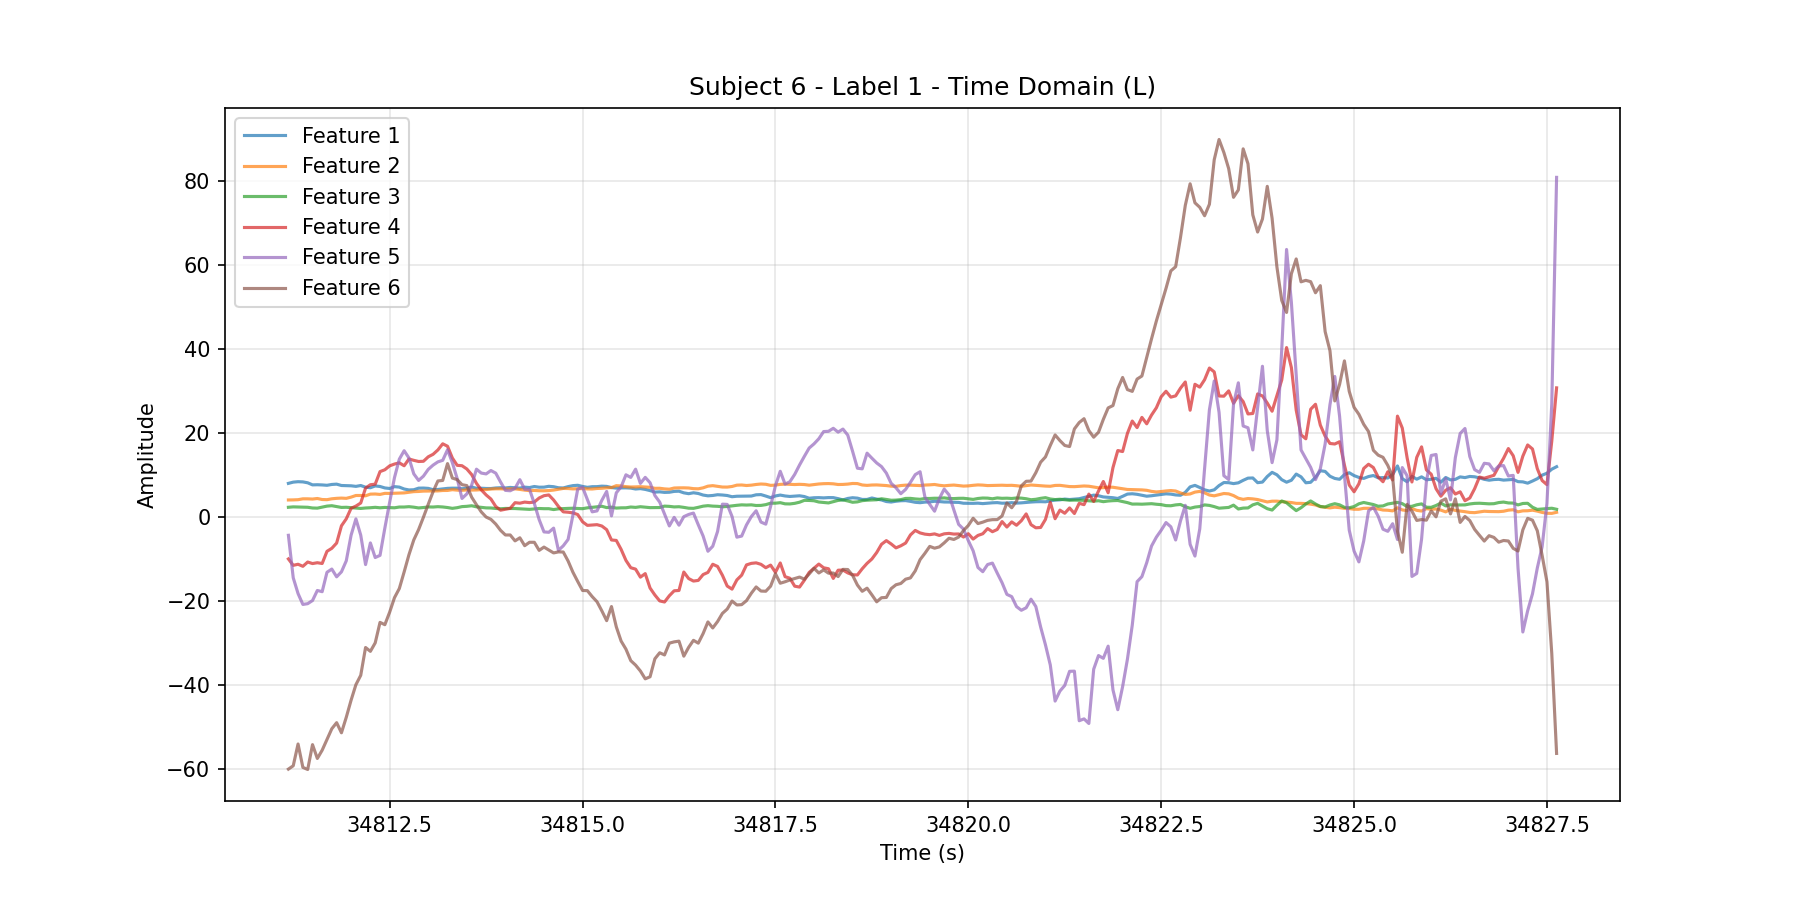 Subject 6 - Label 1 - Time Domain (L)
Feature 1
Feature 2
Feature 3
Feature 4
Feature 5
Feature 6
80
60
40
20
0
−20
−40
−60
Amplitude
34812.5 34815.0 34817.5 34820.0 34822.5 34825.0 34827.5
Time (s)